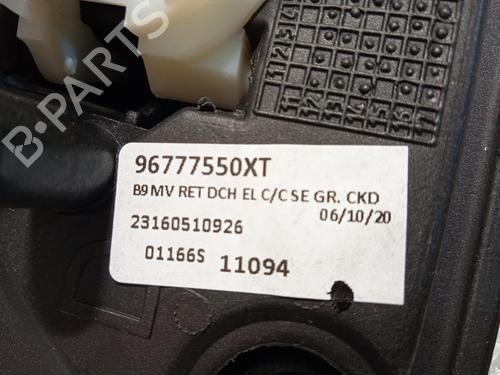 B-PARTS
96777550XT
B9 MV RET DCH EL C/C SE GR. CKD
06/10/20
23160510926
01166S 11094